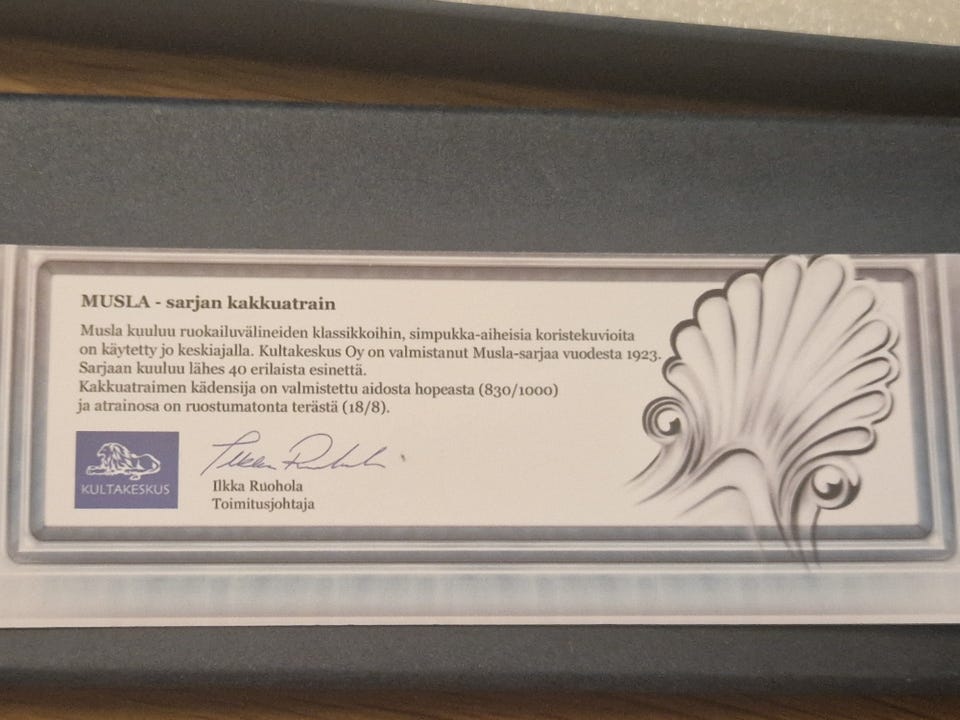 MUSLA - sarjan kakkuatrain
Musla kuuluu ruokailuvälineiden klassikkoihin, simpukka-aiheisia koristekuvioita
on käytetty jo keskiajalla. Kultakeskus Oy on valmistanut Musla-sarjaa vuodesta 1923.
Sarjaan kuuluu lähes 40 erilaista esinettä.
Kakkuatraimen kädensija on valmistettu aidosta hopeasta (830/1000)
ja atrainosa on ruostumatonta terästä (18/8).
KULTAKESKUS
Ilkka Ruohola
Ilkka Ruohola
Toimitusjohtaja